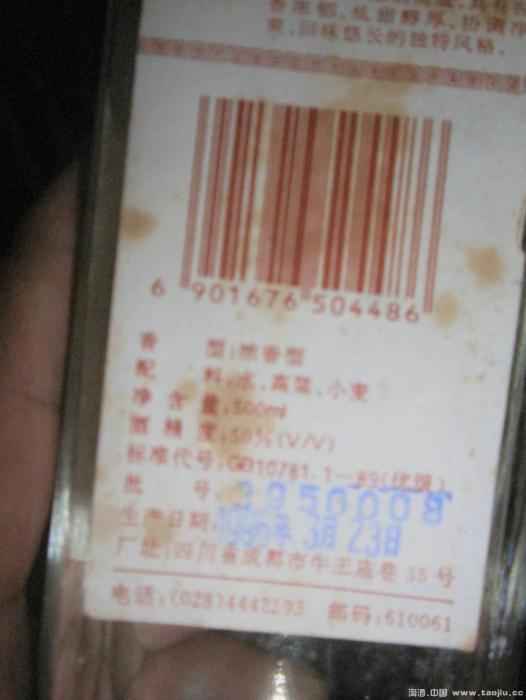 香浓郁、绵甜醇厚、协调
、回味悠长的独特风格。
6 901676 504486
香 型:浓香型
配 料:水、高粱、小麦
净 含 量:500ml
酒 精 度:50%(V/V)
标准代号:GB10781.1—89(优级)
批 号:3950008
生产日期:1996年3月23日
厂址:四川省成都市牛王庙巷35号
电话:(028)4442593 邮码:610061
淘酒.中国 www.taojiu.com